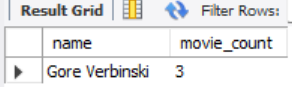 Result Grid Filter Rows:
name movie_count
Gore Verbinski 3